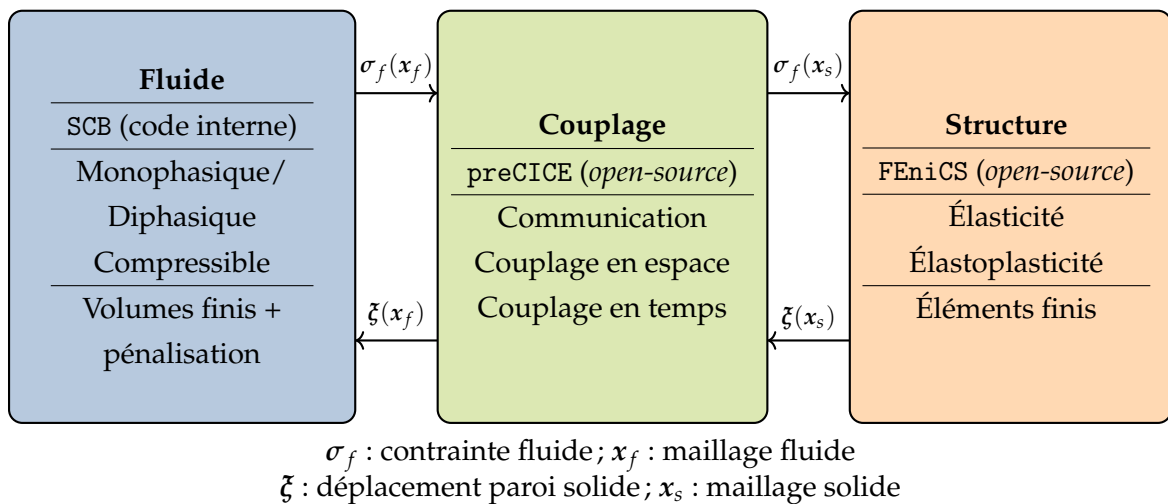 Fluide
SCB (code interne)
Monophasique/
Diphasique
Compressible
Volumes finis +
pénalisation
σf(xf)
ξ(xf)
Couplage
preCICE (open-source)
Communication
Couplage en espace
Couplage en temps
σf(xs)
ξ(xs)
Structure
FEniCS (open-source)
Élasticité
Élastoplasticité
Éléments finis
σf : contrainte fluide ; xf : maillage fluide
ξ : déplacement paroi solide ; xs : maillage solide